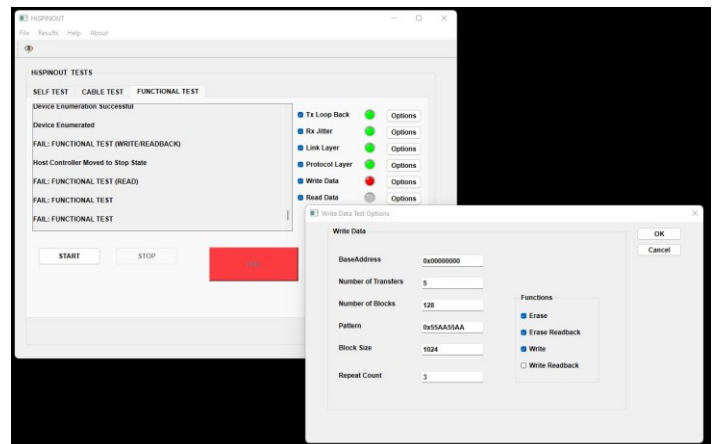 HiSPINOUT
File Results Help About
HiSPINOUT TESTS
SELF TEST CABLE TEST FUNCTIONAL TEST
Device Enumeration Successful
Device Enumerated
FAIL: FUNCTIONAL TEST (WRITE/READBACK)
Host Controller Moved to Stop State
FAIL: FUNCTIONAL TEST (READ)
FAIL: FUNCTIONAL TEST
FAIL: FUNCTIONAL TEST
Tx Loop Back Options
Rx Jitter Options
Link Layer Options
Protocol Layer Options
Write Data Options
Read Data Options
START STOP
Write Data Test Options
Write Data
BaseAddress 0x00000000
Number of Transfers 5
Number of Blocks 128
Pattern 0x55AA55AA
Block Size 1024
Repeat Count 3
Functions
Erase
Erase Readback
Write
Write Readback
OK
Cancel